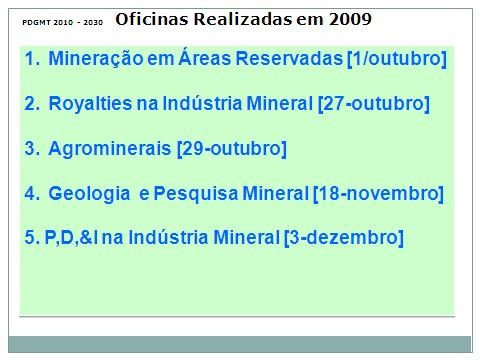 PDGMT 2010 - 2030 Oficinas Realizadas em 2009
1. Mineração em Áreas Reservadas [1/outubro]
2. Royalties na Indústria Mineral [27-outubro]
3. Agrominerais [29-outubro]
4. Geologia e Pesquisa Mineral [18-novembro]
5. P,D,&I na Indústria Mineral [3-dezembro]